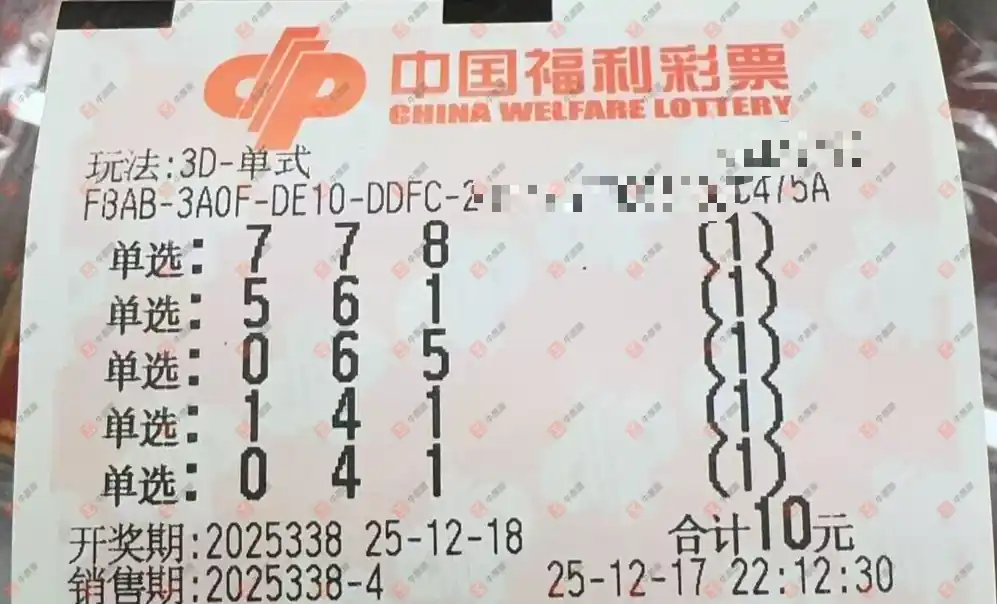 中国福利彩票
CHINA WELFARE LOTTERY
玩法:3D-单式
F8AB-3A0F-DE10-DDFC-2 C475A
单选: 7 7 8 (1)
单选: 5 6 1 (1)
单选: 0 6 5 (1)
单选: 1 4 1 (1)
单选: 0 4 1 (1)
开奖期:2025338 25-12-18 合计10元
销售期:2025338-4 25-12-17 22:12:30